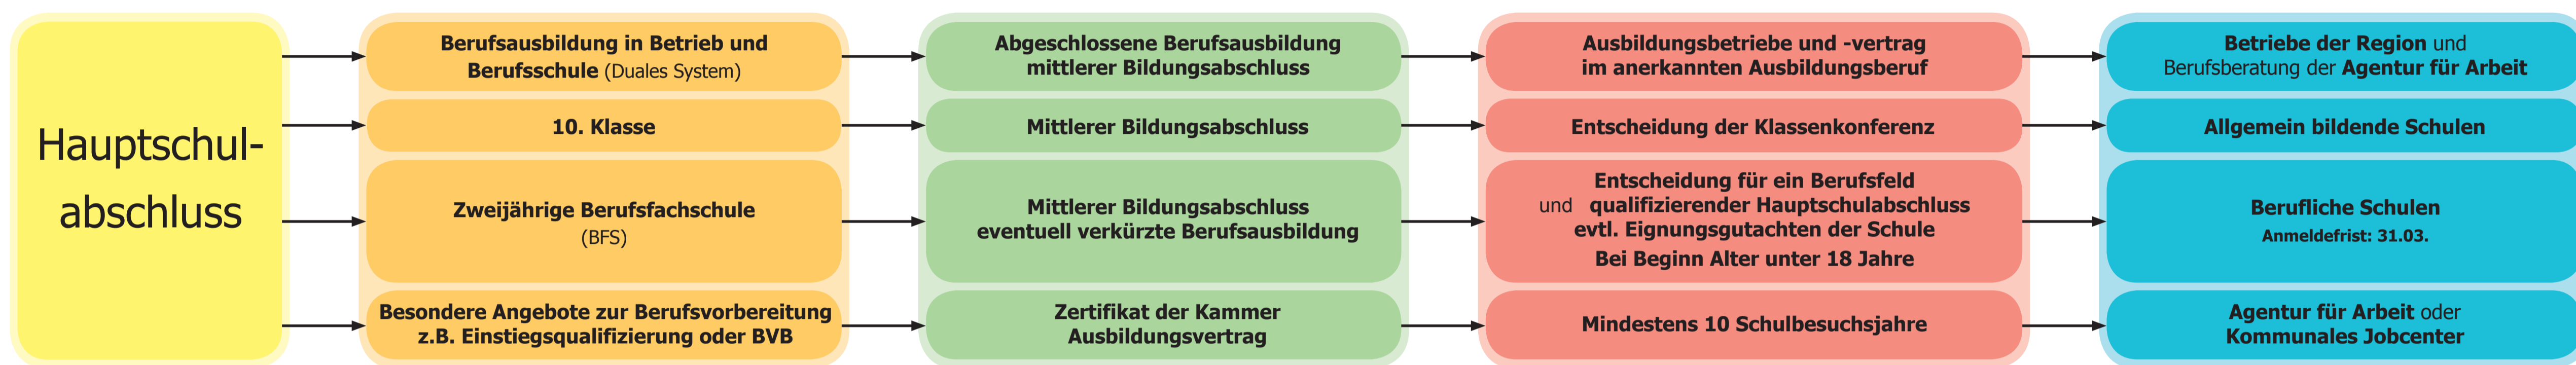 Hauptschul-
abschluss
Berufsausbildung in Betrieb und
Berufsschule (Duales System)
Abgeschlossene Berufsausbildung
mittlerer Bildungsabschluss
Ausbildungsbetriebe und -vertrag
im anerkannten Ausbildungsberuf
Betriebe der Region und
Berufsberatung der Agentur für Arbeit
10. Klasse
Mittlerer Bildungsabschluss
Entscheidung der Klassenkonferenz
Allgemein bildende Schulen
Zweijährige Berufsfachschule
(BFS)
Mittlerer Bildungsabschluss
eventuell verkürzte Berufsausbildung
Entscheidung für ein Berufsfeld
und qualifizierender Hauptschulabschluss
evtl. Eignungsgutachten der Schule
Bei Beginn Alter unter 18 Jahre
Berufliche Schulen
Anmeldefrist: 31.03.
Besondere Angebote zur Berufsvorbereitung
z.B. Einstiegsqualifizierung oder BVB
Zertifikat der Kammer
Ausbildungsvertrag
Mindestens 10 Schulbesuchsjahre
Agentur für Arbeit oder
Kommunales Jobcenter